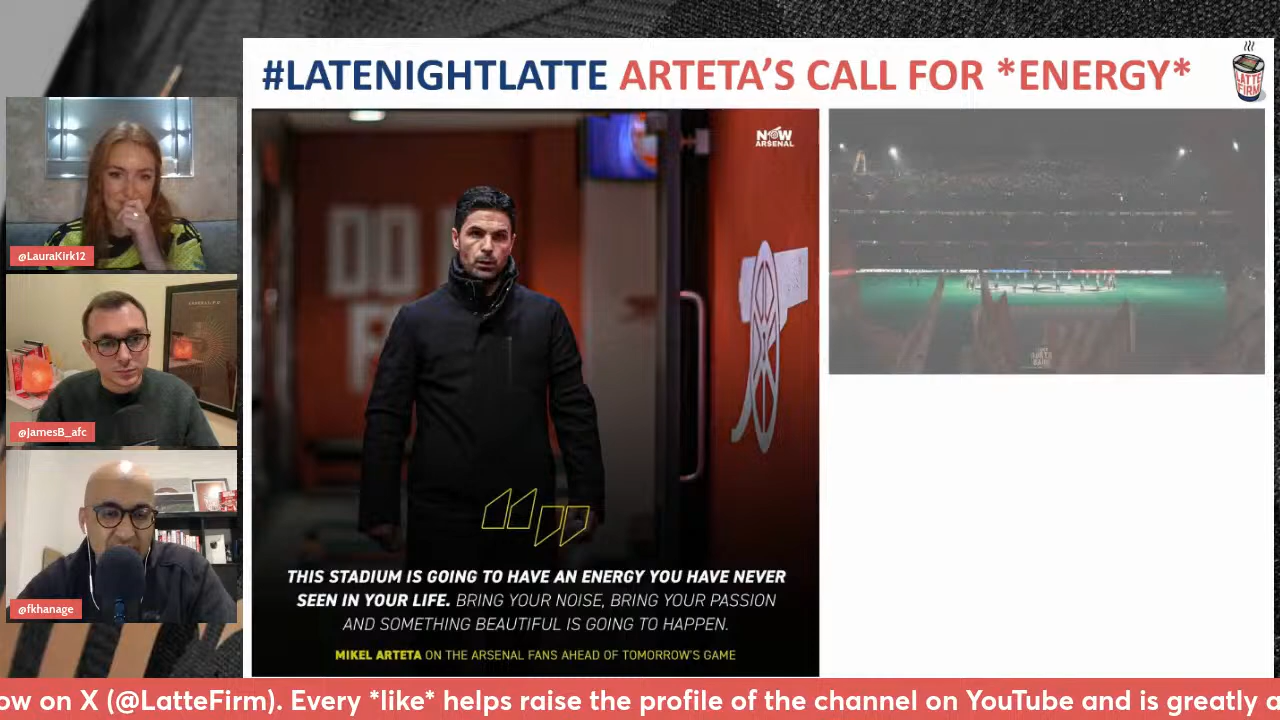 #LATENIGHTLATTE ARTETA'S CALL FOR *ENERGY*
LATTE
FIRM
NOW
ARSENAL
@LauraKirk12
@JamesB_afc
@fkhanage
THIS STADIUM IS GOING TO HAVE AN ENERGY YOU HAVE NEVER
SEEN IN YOUR LIFE. BRING YOUR NOISE, BRING YOUR PASSION
AND SOMETHING BEAUTIFUL IS GOING TO HAPPEN.
MIKEL ARTETA ON THE ARSENAL FANS AHEAD OF TOMORROW'S GAME
ow on X (@LatteFirm). Every *like* helps raise the profile of the channel on YouTube and is greatly a